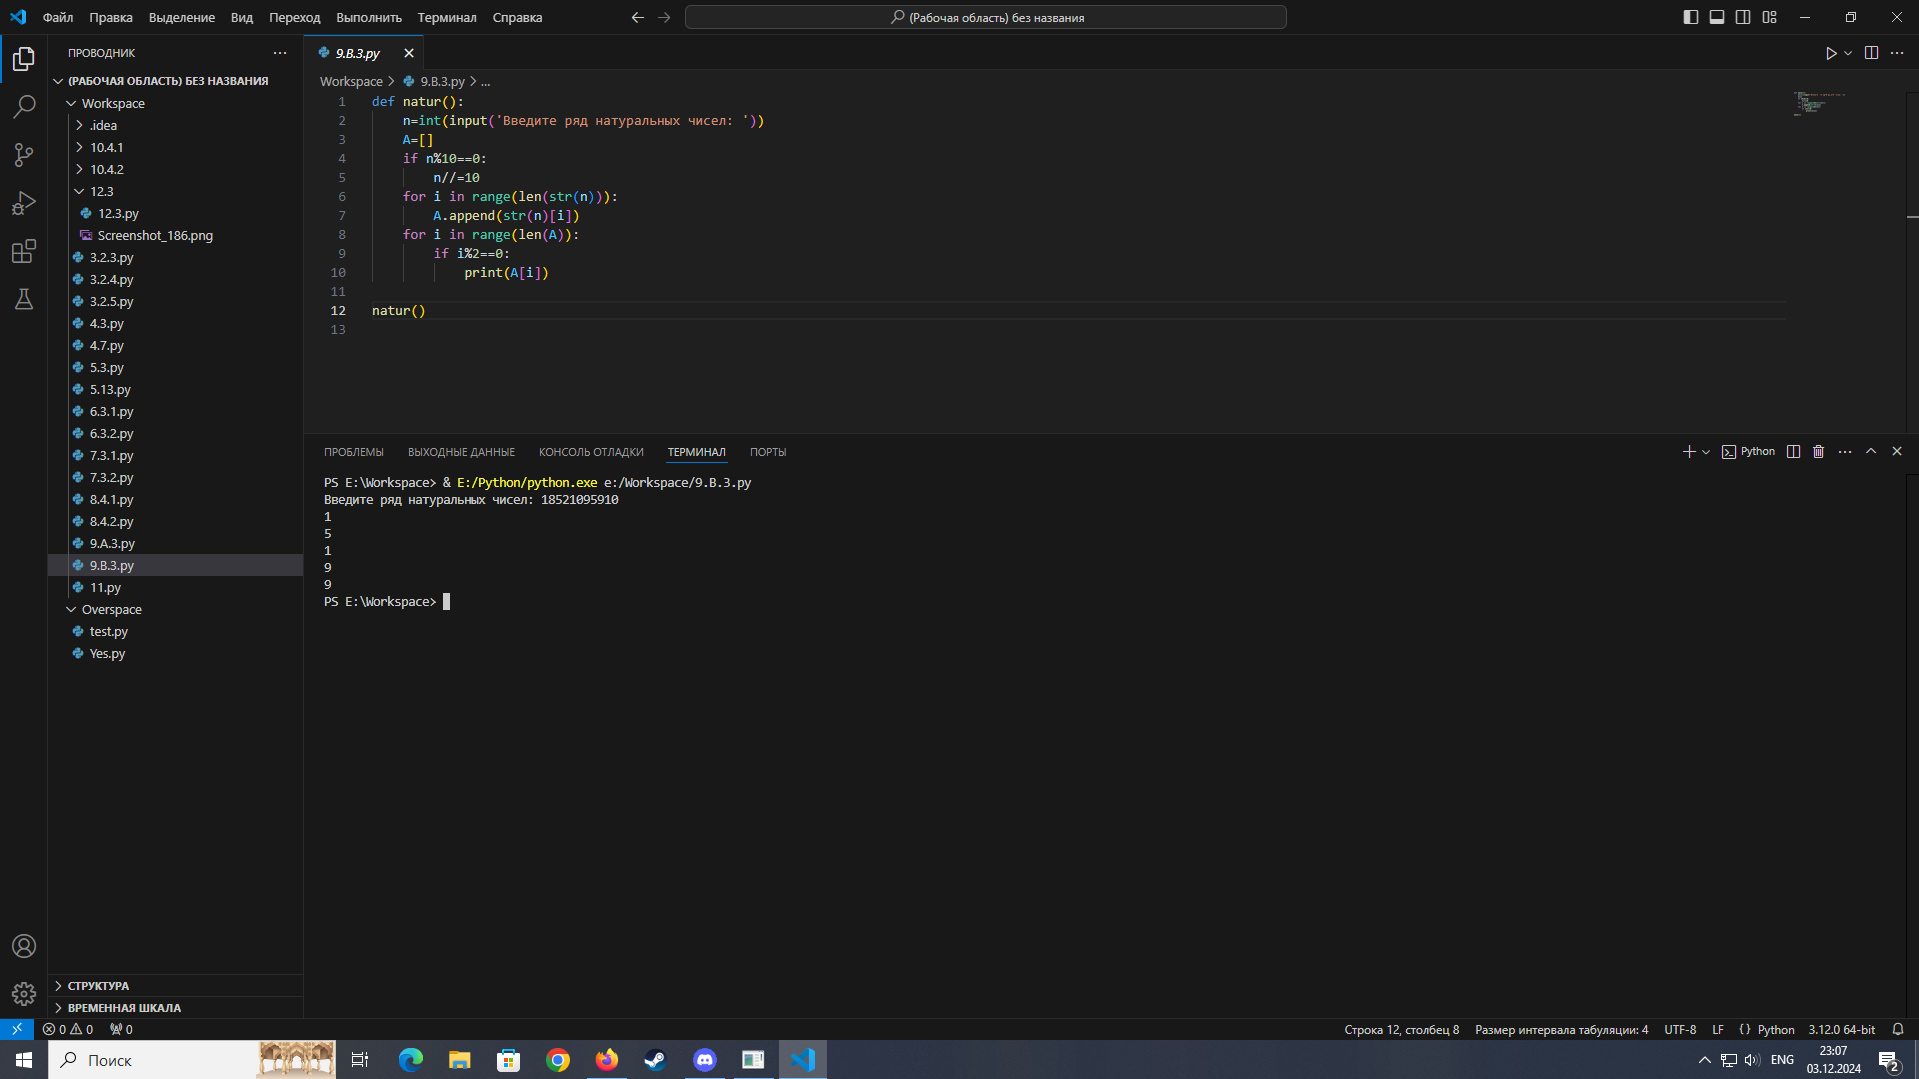 Файл Правка Выделение Вид Переход Выполнить Терминал Справка
(Рабочая область) без названия
ПРОВОДНИК
(РАБОЧАЯ ОБЛАСТЬ) БЕЗ НАЗВАНИЯ
Workspace
.idea
10.4.1
10.4.2
12.3
12.3.py
Screenshot_186.png
3.2.3.py
3.2.4.py
3.2.5.py
4.3.py
4.7.py
5.3.py
5.13.py
6.3.1.py
6.3.2.py
7.3.1.py
7.3.2.py
8.4.1.py
8.4.2.py
9.A.3.py
9.B.3.py
11.py
Overspace
test.py
Yes.py
СТРУКТУРА
ВРЕМЕННАЯ ШКАЛА
9.B.3.py
Workspace > 9.B.3.py > ...
1 def natur():
2 n=int(input('Введите ряд натуральных чисел: '))
3 A=[]
4 if n%10==0:
5 n//=10
6 for i in range(len(str(n))):
7 A.append(str(n)[i])
8 for i in range(len(A)):
9 if i%2==0:
10 print(A[i])
11
12 natur()
13
ПРОБЛЕМЫ ВЫХОДНЫЕ ДАННЫЕ КОНСОЛЬ ОТЛАДКИ ТЕРМИНАЛ ПОРТЫ
Python
PS E:\Workspace> & E:/Python/python.exe e:/Workspace/9.B.3.py
Введите ряд натуральных чисел: 18521095910
1
5
1
9
9
PS E:\Workspace>
0 0 0
Строка 12, столбец 8 Размер интервала табуляции: 4 UTF-8 LF {} Python 3.12.0 64-bit
Поиск
ENG
23:07
03.12.2024
2